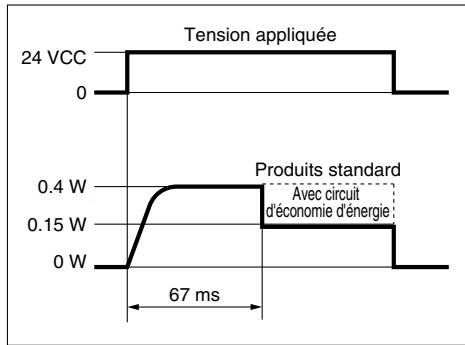 Tension appliquée
24 VCC
0
Produits standard
0.4 W
Avec circuit
d'économie d'énergie
0.15 W
0 W
67 ms